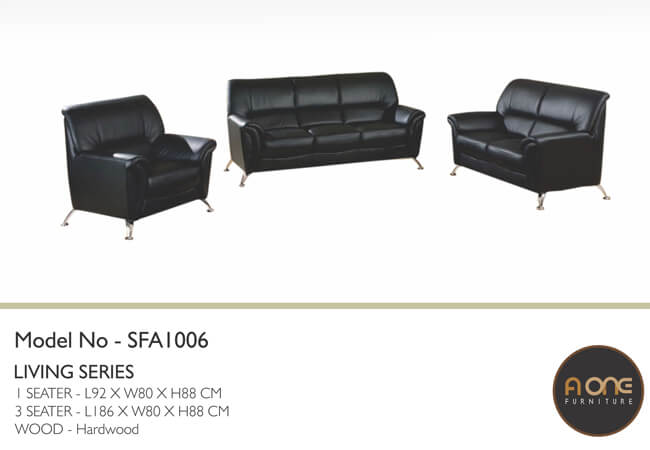 Model No - SFA1006
LIVING SERIES
1 SEATER - L92 X W80 X H88 CM
3 SEATER - L186 X W80 X H88 CM
WOOD - Hardwood
A ONE
FURNITURE